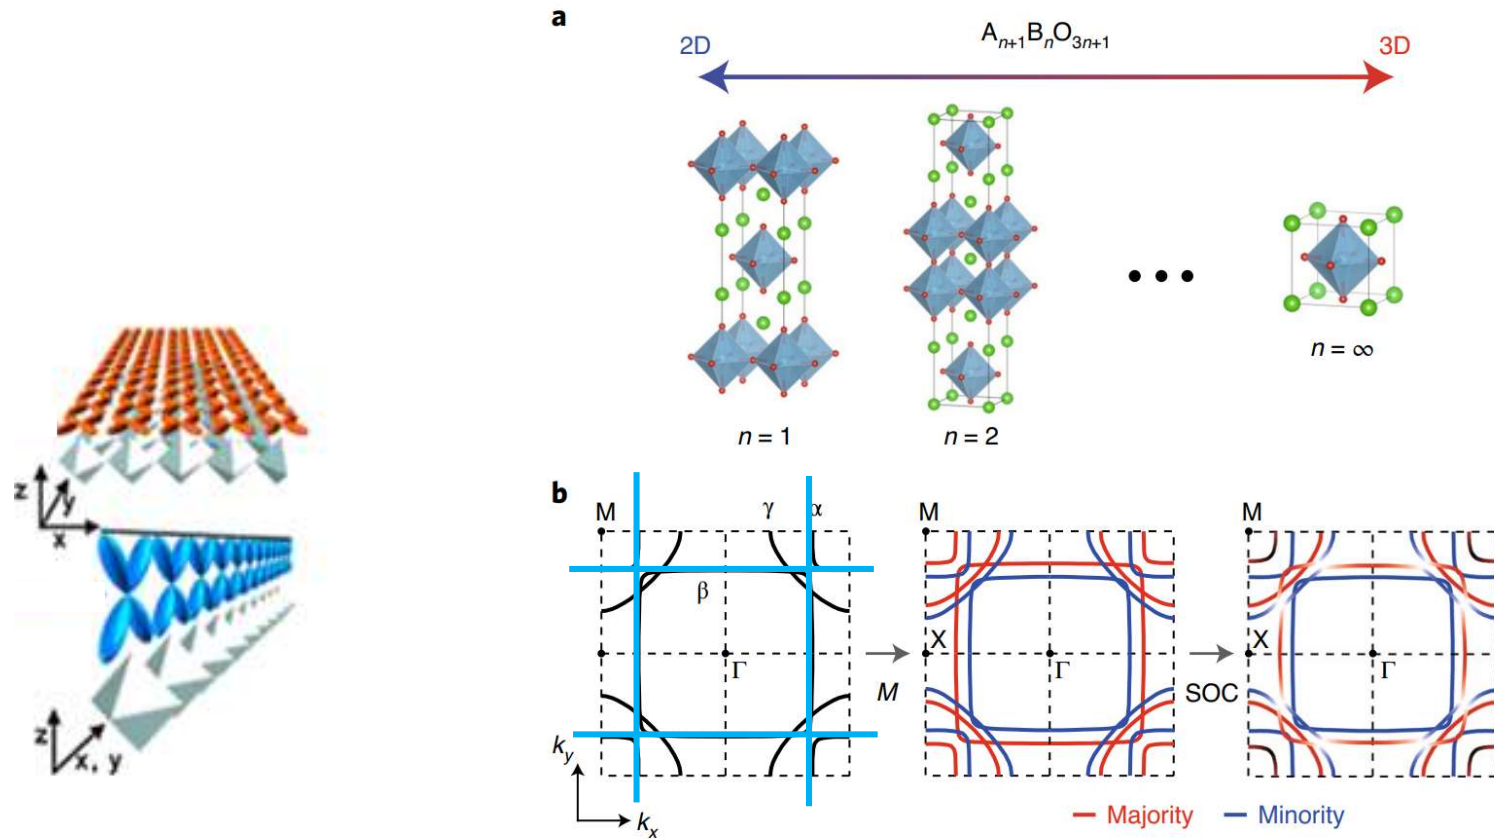 z
y
x
z
x, y
a
A_{n+1}B_nO_{3n+1}
2D
3D
n = 1
n = 2
n = ∞
b
M
γ
α
β
Γ
k_y
k_x
M
M
X
Γ
SOC
M
X
Γ
Majority
Minority